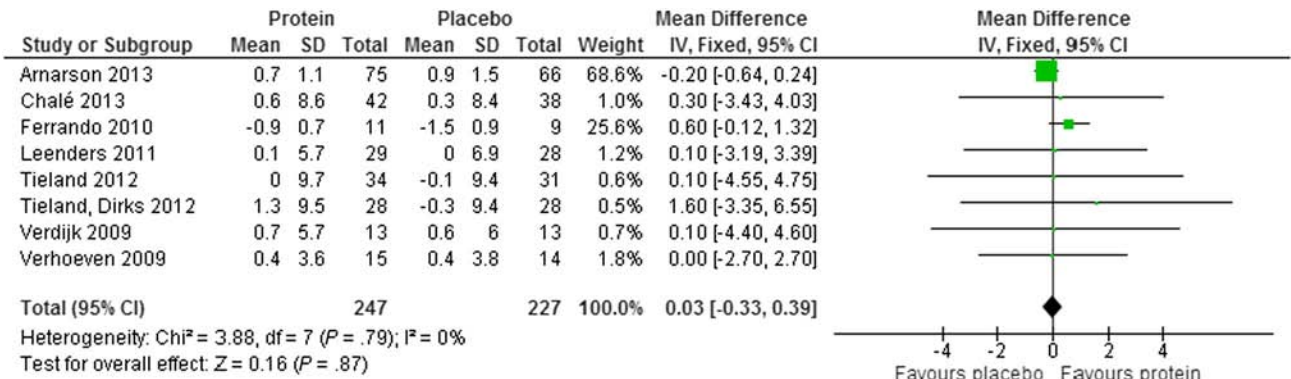 Protein Placebo Mean Difference Mean Difference
Study or Subgroup Mean SD Total Mean SD Total Weight IV, Fixed, 95% CI IV, Fixed, 95% CI
Arnarson 2013 0.7 1.1 75 0.9 1.5 66 68.6% -0.20 [-0.64, 0.24]
Chalé 2013 0.6 8.6 42 0.3 8.4 38 1.0% 0.30 [-3.43, 4.03]
Ferrando 2010 -0.9 0.7 11 -1.5 0.9 9 25.6% 0.60 [-0.12, 1.32]
Leenders 2011 0.1 5.7 29 0 6.9 28 1.2% 0.10 [-3.19, 3.39]
Tieland 2012 0 9.7 34 -0.1 9.4 31 0.6% 0.10 [-4.55, 4.75]
Tieland, Dirks 2012 1.3 9.5 28 -0.3 9.4 28 0.5% 1.60 [-3.35, 6.55]
Verdijk 2009 0.7 5.7 13 0.6 6 13 0.7% 0.10 [-4.40, 4.60]
Verhoeven 2009 0.4 3.6 15 0.4 3.8 14 1.8% 0.00 [-2.70, 2.70]
Total (95% CI) 247 227 100.0% 0.03 [-0.33, 0.39]
Heterogeneity: Chi² = 3.88, df = 7 (P = .79); I² = 0%
Test for overall effect: Z = 0.16 (P = .87)
-4 -2 0 2 4
Favours placebo Favours protein